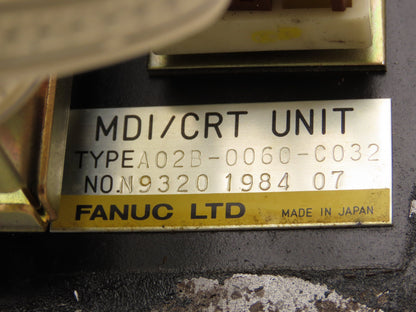 MDI/CRT UNIT
TYPE A02B-0060-C032
NO. N9320 1984 07
FANUC LTD MADE IN JAPAN